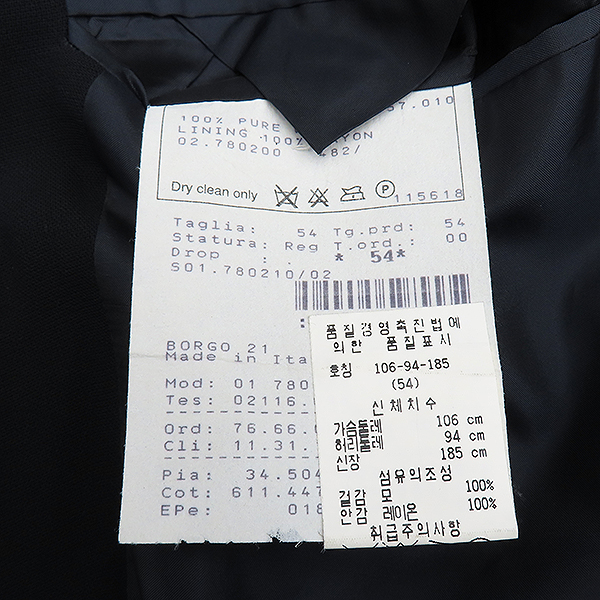 100% PURE 57.010
LINING 100% RAYON
02.780200 482/
Dry clean only P 115618
Taglia: 54 Tg.prd: 54
Statura: Reg T.ord.: 00
Drop : . * 54*
S01.780210/02
BORGO 21
Made in Ita
Mod: 01 780
Tes: 02116.
Ord: 76.66.0
Cli: 11.31.
Pia: 34.504
Cot: 611.447
EPe: 018
품질경영촉진법에
의한 품질표시
호칭 106-94-185
(54)
신체치수
가슴둘레 106 cm
허리둘레 94 cm
신장 185 cm
섬유의조성
겉감 모 100%
안감 레이온 100%
취급주의사항